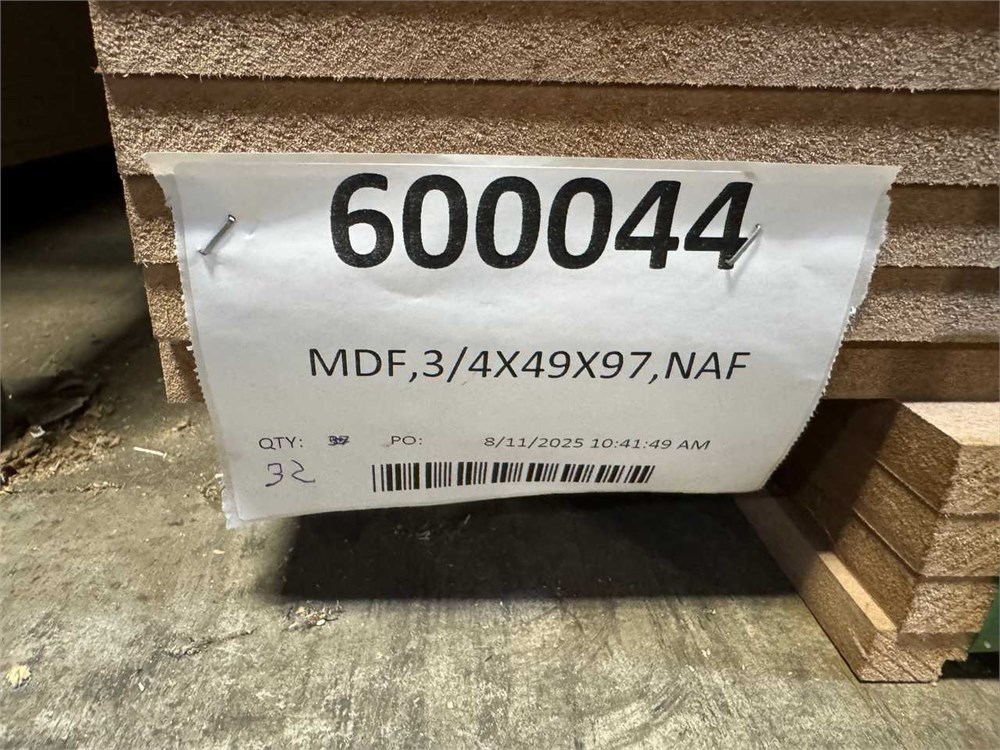 600044
MDF,3/4X49X97,NAF
QTY: PO: 8/11/2025 10:41:49 AM
32